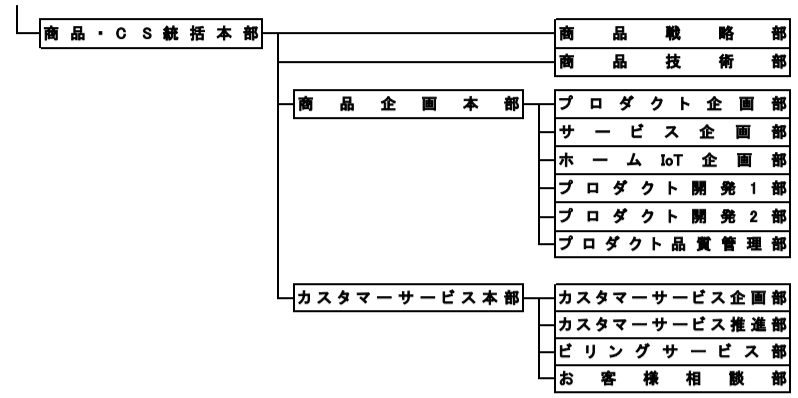 商品・CS統括本部
商品戦略部
商品技術部
商品企画本部
プロダクト企画部
サービス企画部
ホームIoT企画部
プロダクト開発1部
プロダクト開発2部
プロダクト品質管理部
カスタマーサービス本部
カスタマーサービス企画部
カスタマーサービス推進部
ビリングサービス部
お客様相談部